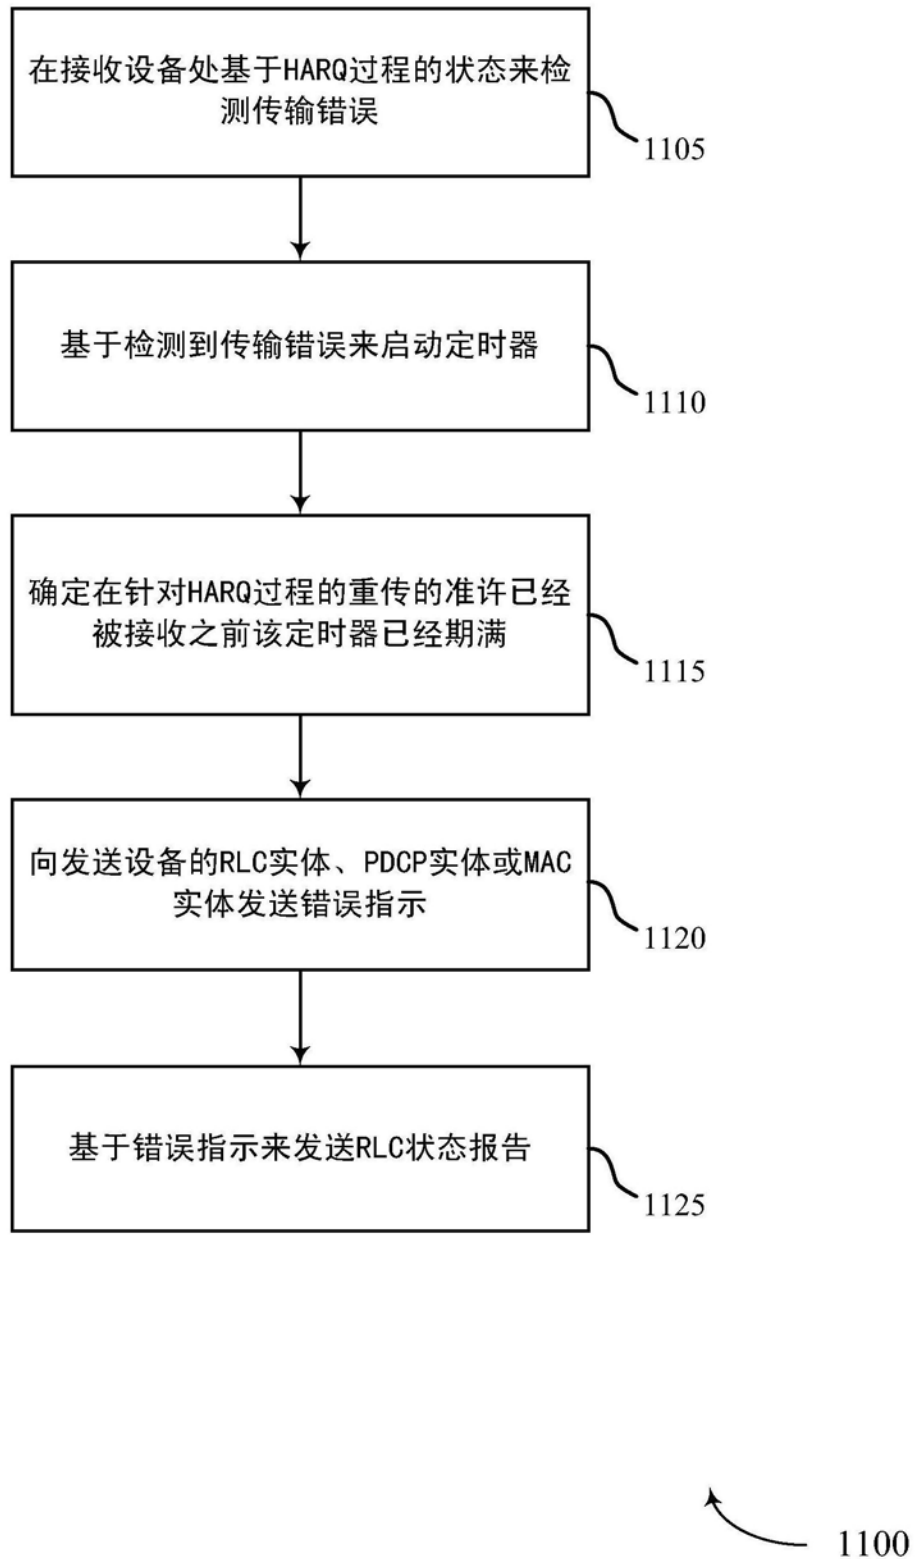 在接收设备处基于HARQ过程的状态来检
测传输错误
1105
基于检测到传输错误来启动定时器
1110
确定在针对HARQ过程的重传的准许已经
被接收之前该定时器已经期满
1115
向发送设备的RLC实体、PDCP实体或MAC
实体发送错误指示
1120
基于错误指示来发送RLC状态报告
1125
1100